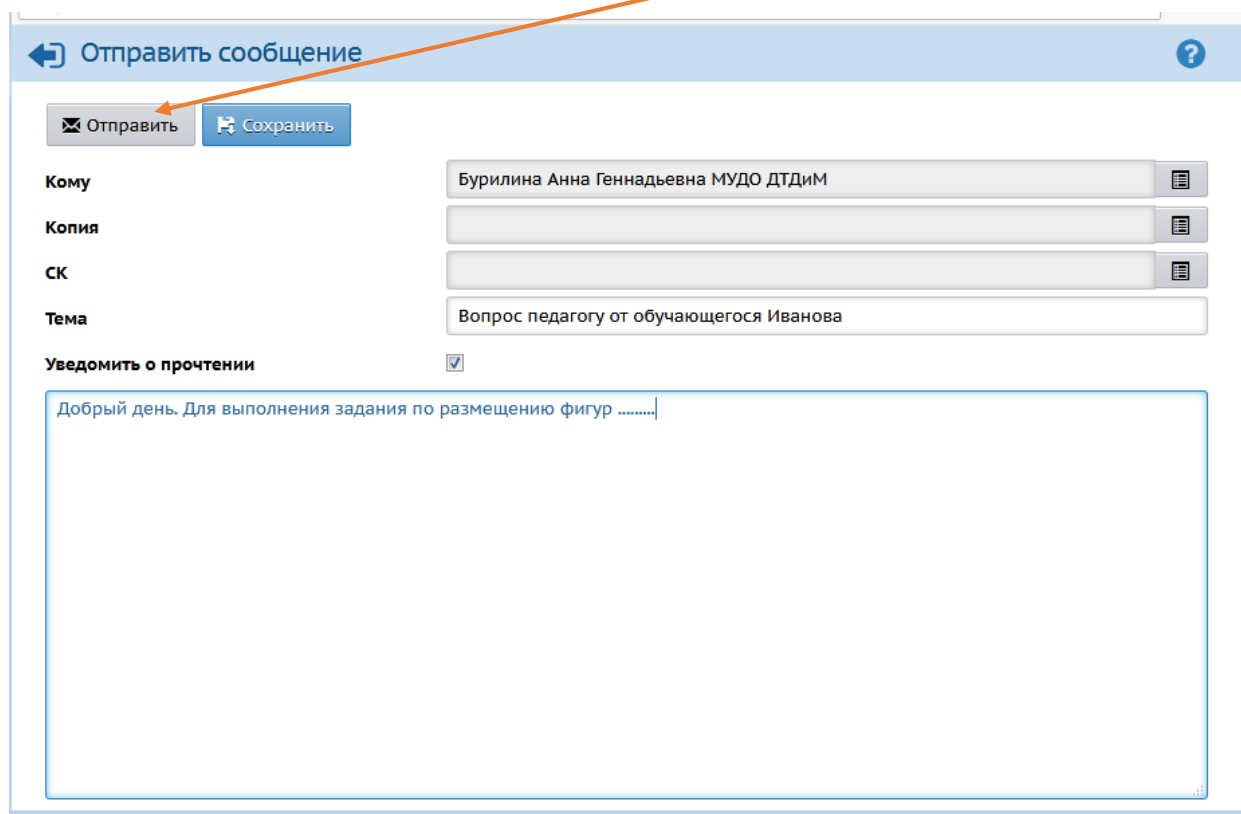 Отправить сообщение
Отправить Сохранить
Кому Бурилина Анна Геннадьевна МУДО ДТДиМ
Копия
СК
Тема Вопрос педагогу от обучающегося Иванова
Уведомить о прочтении
Добрый день. Для выполнения задания по размещению фигур .........